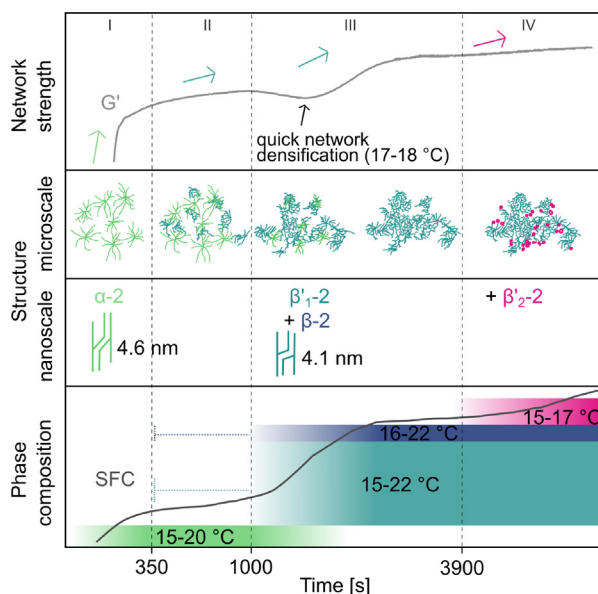 I II III IV
Network
strength
G'
quick network
densification (17-18 °C)
Structure
microscale
nanoscale
α-2
4.6 nm
β'₁-2
+ β-2
4.1 nm
+ β'₂-2
Phase
composition
SFC
15-17 °C
16-22 °C
15-22 °C
15-20 °C
350 1000 3900
Time [s]